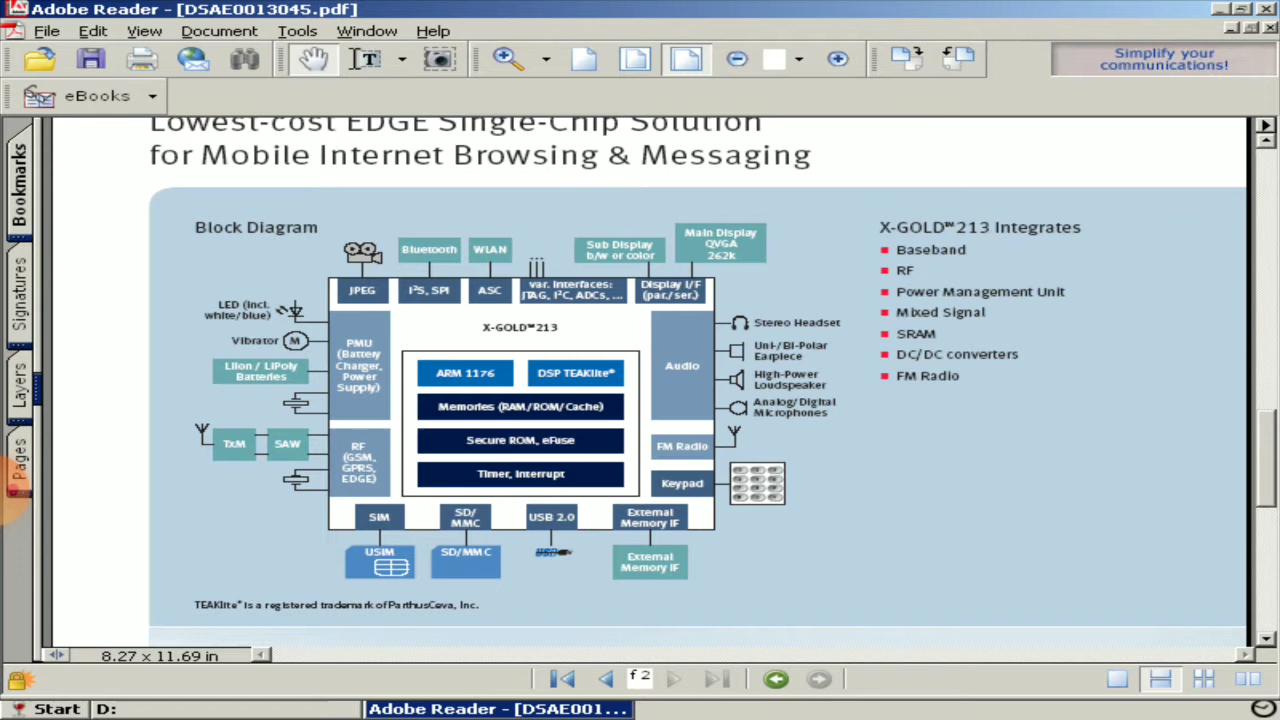 Adobe Reader - [DSAE0013045.pdf]
File Edit View Document Tools Window Help
Simplify your
communications!
eBooks
Bookmarks
Signatures
Layers
Pages
Lowest-cost EDGE Single-Chip Solution
for Mobile Internet Browsing & Messaging
Block Diagram
Bluetooth
WLAN
Sub Display
b/w or color
Main Display
QVGA
262k
JPEG
I²S, SPI
ASC
var. Interfaces:
JTAG, I²C, ADCs, ...
Display I/F
(par./ser.)
LED (incl.
white/blue)
Vibrator
M
LiIon / LiPoly
Batteries
PMU
(Battery
Charger,
Power
Supply)
X-GOLD™213
ARM 1176
DSP TEAKlite®
Memories (RAM/ROM/Cache)
Secure ROM, eFuse
Timer, Interrupt
Audio
Stereo Headset
Uni-/Bi-Polar
Earpiece
High-Power
Loudspeaker
Analog/Digital
Microphones
TxM
SAW
RF
(GSM,
GPRS,
EDGE)
FM Radio
Keypad
SIM
SD/
MMC
USB 2.0
External
Memory IF
USIM
SD/MMC
USB
External
Memory IF
TEAKlite® is a registered trademark of ParthusCeva, Inc.
X-GOLD™213 Integrates
Baseband
RF
Power Management Unit
Mixed Signal
SRAM
DC/DC converters
FM Radio
8.27 x 11.69 in
f 2
Start
D:
Adobe Reader - [DSAE001...